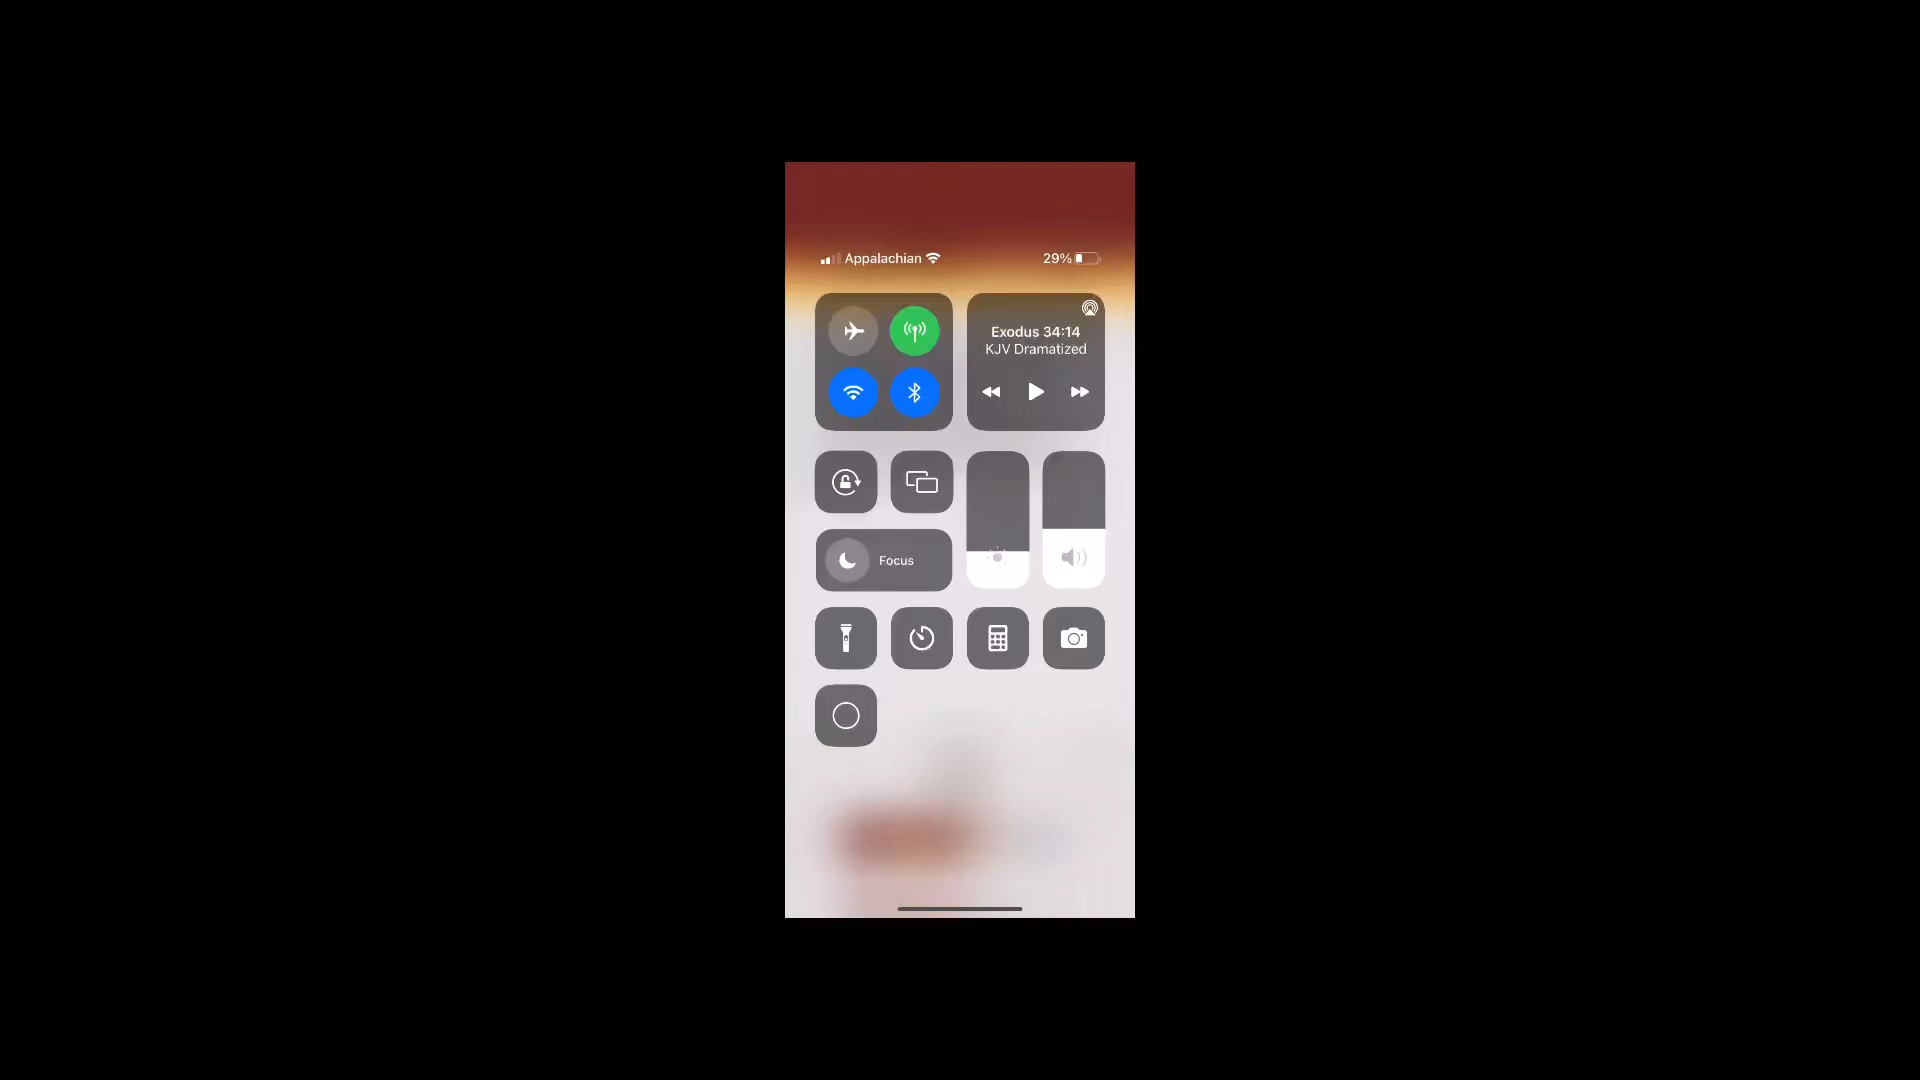 Appalachian
29%
Exodus 34:14
KJV Dramatized
Focus